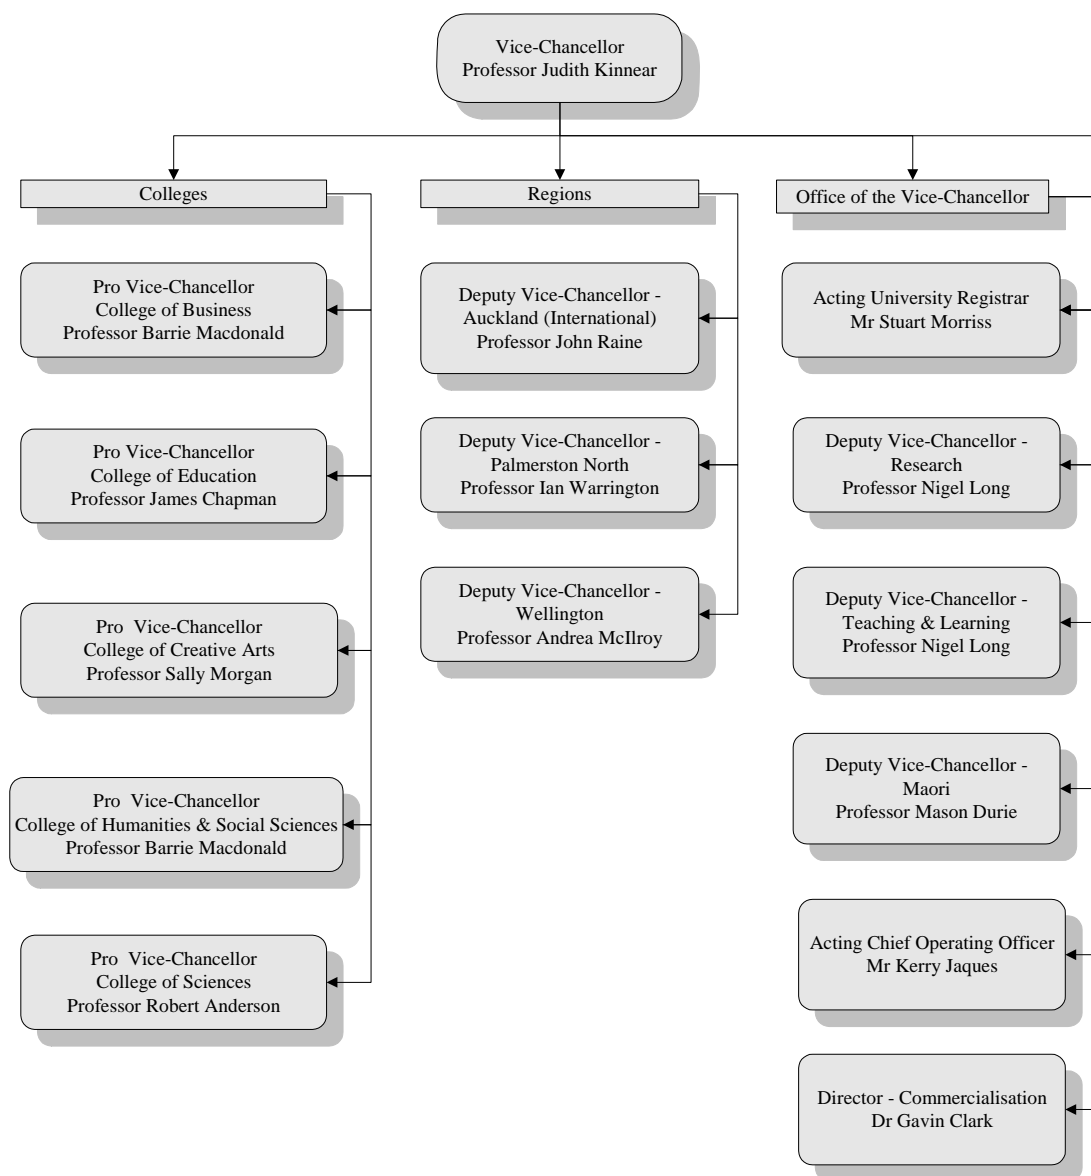 Vice-Chancellor
Professor Judith Kinnear
Colleges
Pro Vice-Chancellor
College of Business
Professor Barrie Macdonald
Pro Vice-Chancellor
College of Education
Professor James Chapman
Pro Vice-Chancellor
College of Creative Arts
Professor Sally Morgan
Pro Vice-Chancellor
College of Humanities & Social Sciences
Professor Barrie Macdonald
Pro Vice-Chancellor
College of Sciences
Professor Robert Anderson
Regions
Deputy Vice-Chancellor -
Auckland (International)
Professor John Raine
Deputy Vice-Chancellor -
Palmerston North
Professor Ian Warrington
Deputy Vice-Chancellor -
Wellington
Professor Andrea McIlroy
Office of the Vice-Chancellor
Acting University Registrar
Mr Stuart Morriss
Deputy Vice-Chancellor -
Research
Professor Nigel Long
Deputy Vice-Chancellor -
Teaching & Learning
Professor Nigel Long
Deputy Vice-Chancellor -
Maori
Professor Mason Durie
Acting Chief Operating Officer
Mr Kerry Jaques
Director - Commercialisation
Dr Gavin Clark